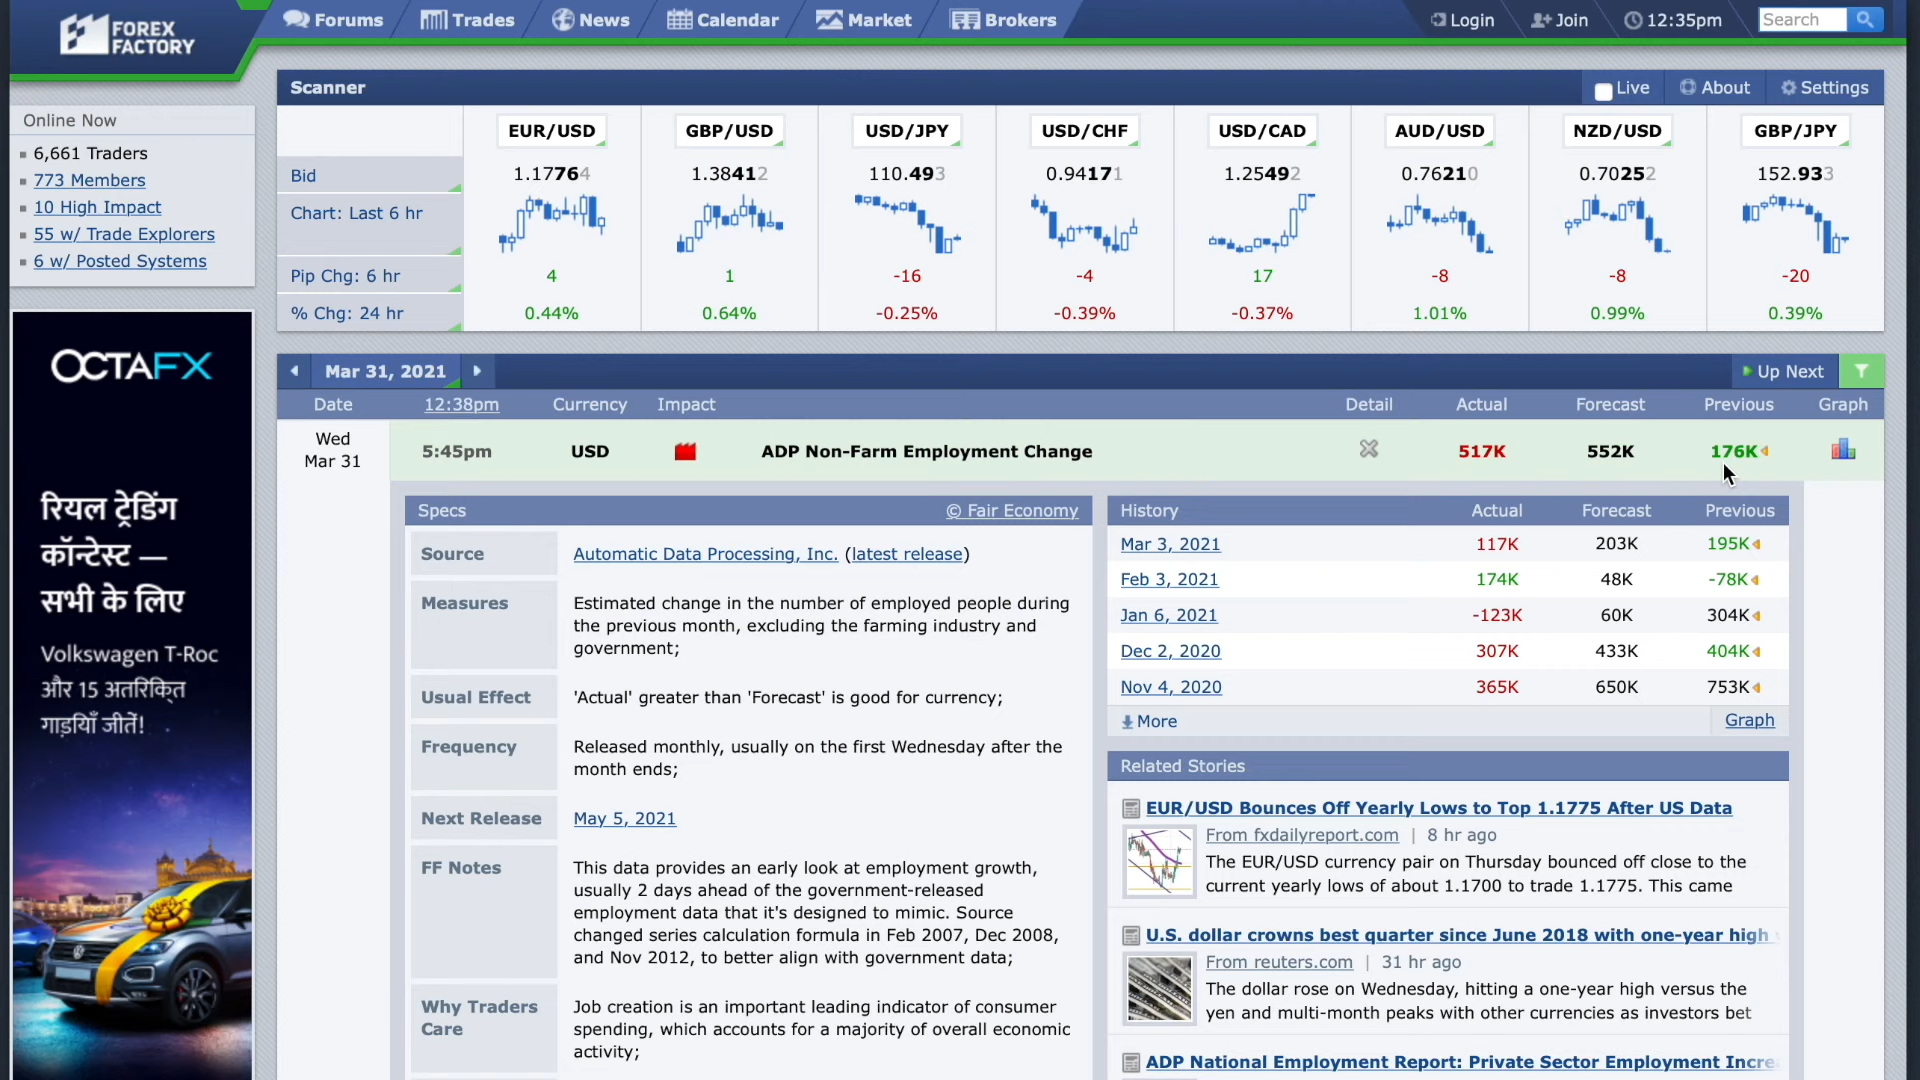 FOREX
FACTORY
Forums
Trades
News
Calendar
Market
Brokers
Login
Join
12:35pm
Search
Online Now
6,661 Traders
773 Members
10 High Impact
55 w/ Trade Explorers
6 w/ Posted Systems
OCTAFX
रियल ट्रेडिंग
कॉन्टेस्ट —
सभी के लिए
Volkswagen T-Roc
और 15 अतिरिक्त
गाड़ियाँ जीतें!
Scanner
Live
About
Settings
EUR/USD GBP/USD USD/JPY USD/CHF USD/CAD AUD/USD NZD/USD GBP/JPY
Bid 1.17764 1.38412 110.493 0.94171 1.25492 0.76210 0.70252 152.933
Chart: Last 6 hr
Pip Chg: 6 hr 4 1 -16 -4 17 -8 -8 -20
% Chg: 24 hr 0.44% 0.64% -0.25% -0.39% -0.37% 1.01% 0.99% 0.39%
Mar 31, 2021
Up Next
Date 12:38pm Currency Impact Detail Actual Forecast Previous Graph
Wed
Mar 31
5:45pm USD ADP Non-Farm Employment Change 517K 552K 176K
Specs © Fair Economy
Source Automatic Data Processing, Inc. (latest release)
Measures Estimated change in the number of employed people during
the previous month, excluding the farming industry and
government;
Usual Effect 'Actual' greater than 'Forecast' is good for currency;
Frequency Released monthly, usually on the first Wednesday after the
month ends;
Next Release May 5, 2021
FF Notes This data provides an early look at employment growth,
usually 2 days ahead of the government-released
employment data that it's designed to mimic. Source
changed series calculation formula in Feb 2007, Dec 2008,
and Nov 2012, to better align with government data;
Why Traders
Care
Job creation is an important leading indicator of consumer
spending, which accounts for a majority of overall economic
activity;
History Actual Forecast Previous
Mar 3, 2021 117K 203K 195K
Feb 3, 2021 174K 48K -78K
Jan 6, 2021 -123K 60K 304K
Dec 2, 2020 307K 433K 404K
Nov 4, 2020 365K 650K 753K
More Graph
Related Stories
EUR/USD Bounces Off Yearly Lows to Top 1.1775 After US Data
From fxdailyreport.com | 8 hr ago
The EUR/USD currency pair on Thursday bounced off close to the
current yearly lows of about 1.1700 to trade 1.1775. This came
U.S. dollar crowns best quarter since June 2018 with one-year high
From reuters.com | 31 hr ago
The dollar rose on Wednesday, hitting a one-year high versus the
yen and multi-month peaks with other currencies as investors bet
ADP National Employment Report: Private Sector Employment Incre